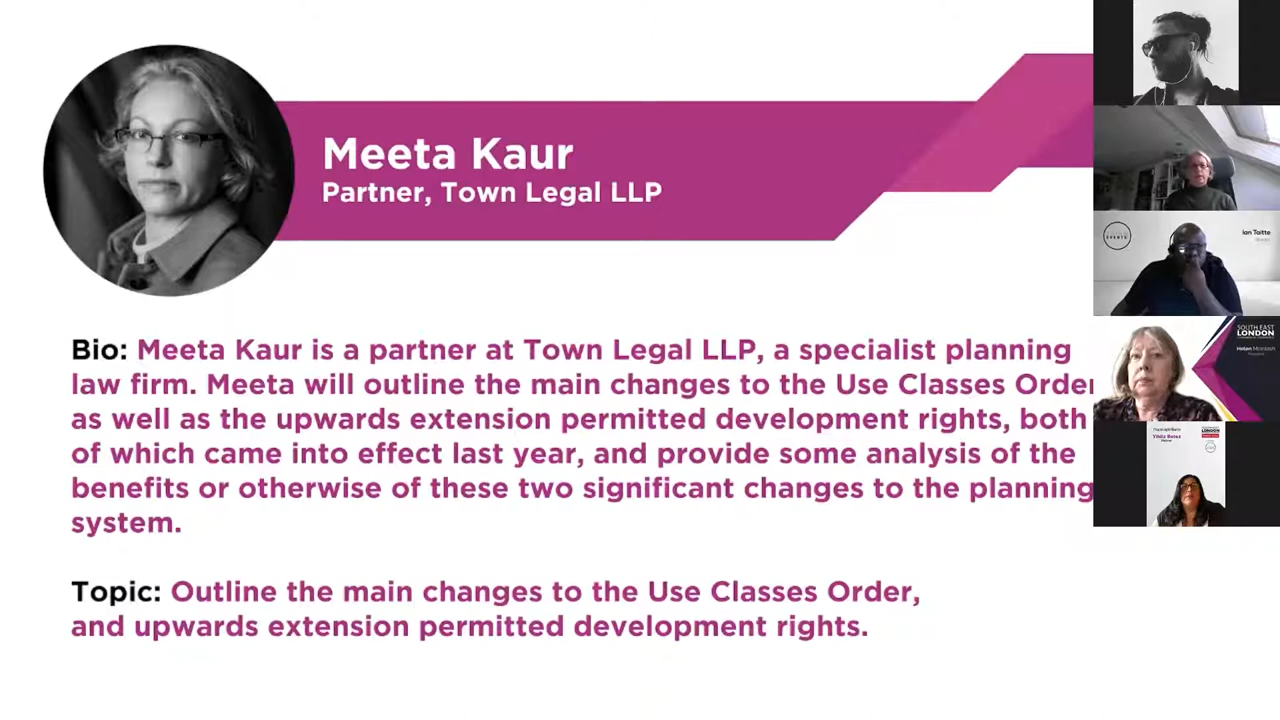 Meeta Kaur
Partner, Town Legal LLP
Bio: Meeta Kaur is a partner at Town Legal LLP, a specialist planning
law firm. Meeta will outline the main changes to the Use Classes Order
as well as the upwards extension permitted development rights, both
of which came into effect last year, and provide some analysis of the
benefits or otherwise of these two significant changes to the planning
system.
Topic: Outline the main changes to the Use Classes Order,
and upwards extension permitted development rights.
EVENTS
Ian Taitte
SOUTH EAST
LONDON
Helen McIntosh
LONDON